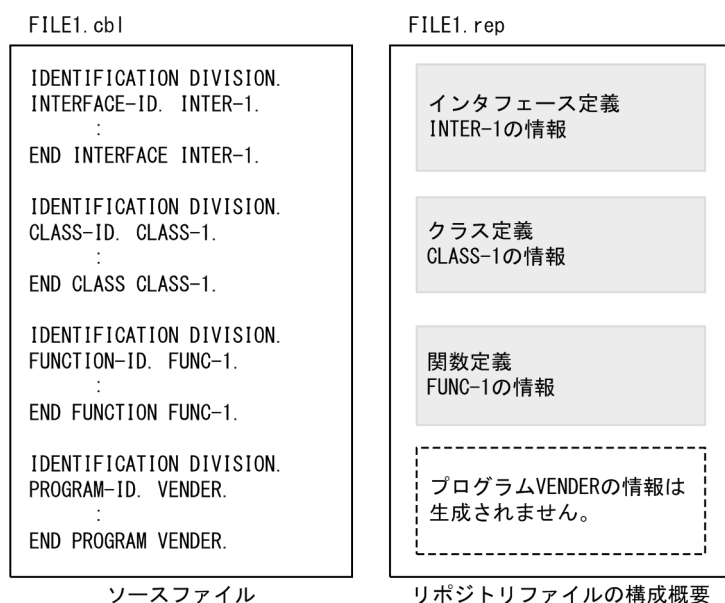 FILE1.cbl
IDENTIFICATION DIVISION.
INTERFACE-ID. INTER-1.
:
END INTERFACE INTER-1.
IDENTIFICATION DIVISION.
CLASS-ID. CLASS-1.
:
END CLASS CLASS-1.
IDENTIFICATION DIVISION.
FUNCTION-ID. FUNC-1.
:
END FUNCTION FUNC-1.
IDENTIFICATION DIVISION.
PROGRAM-ID. VENDER.
:
END PROGRAM VENDER.
ソースファイル
FILE1.rep
インタフェース定義
INTER-1の情報
クラス定義
CLASS-1の情報
関数定義
FUNC-1の情報
プログラムVENDERの情報は
生成されません。
リポジトリファイルの構成概要